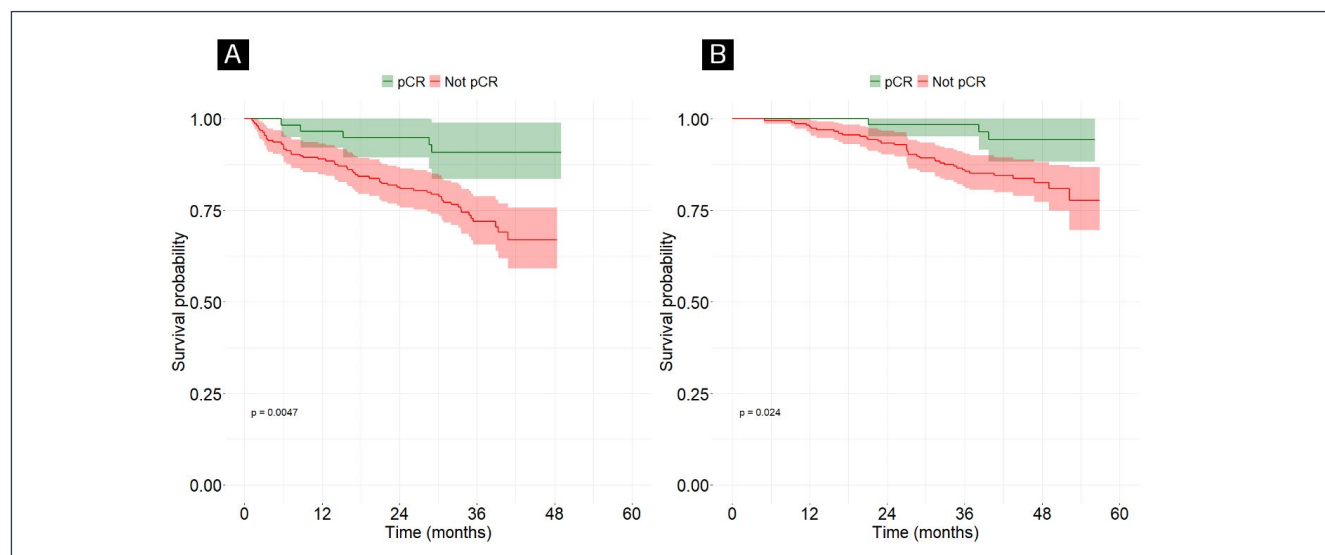 A
pCR Not pCR
1.00
0.75
0.50
0.25
0.00
Survival probability
p = 0.0047
0 12 24 36 48 60
Time (months)
B
pCR Not pCR
1.00
0.75
0.50
0.25
0.00
Survival probability
p = 0.024
0 12 24 36 48 60
Time (months)